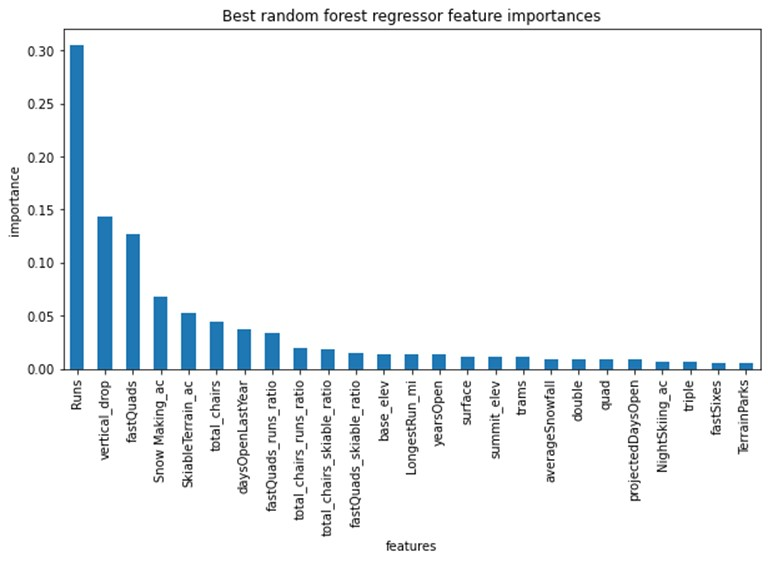 Best random forest regressor feature importances
importance
0.30
0.25
0.20
0.15
0.10
0.05
0.00
Runs
vertical_drop
fastQuads
Snow Making_ac
SkiableTerrain_ac
total_chairs
daysOpenLastYear
fastQuads_runs_ratio
total_chairs_runs_ratio
total_chairs_skiable_ratio
fastQuads_skiable_ratio
base_elev
LongestRun_mi
yearsOpen
surface
summit_elev
trams
averageSnowfall
double
quad
projectedDaysOpen
NightSkiing_ac
triple
fastSixes
TerrainParks
features